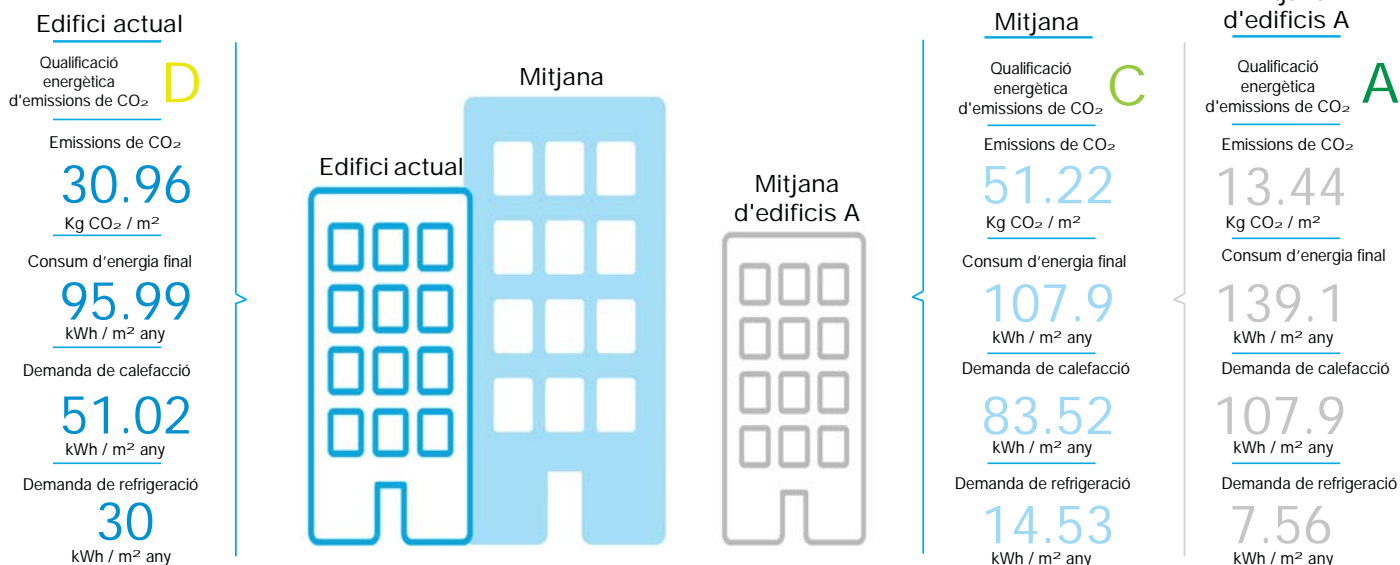 Edifici actual
Qualificació
energètica
d'emissions de CO₂
D
Emissions de CO₂
30.96
Kg CO₂ / m²
Consum d'energia final
95.99
kWh / m² any
Demanda de calefacció
51.02
kWh / m² any
Demanda de refrigeració
30
kWh / m² any
Edifici actual
Mitjana
Mitjana
d'edificis A
Mitjana
Qualificació
energètica
d'emissions de CO₂
C
Emissions de CO₂
51.22
Kg CO₂ / m²
Consum d'energia final
107.9
kWh / m² any
Demanda de calefacció
83.52
kWh / m² any
Demanda de refrigeració
14.53
kWh / m² any
d'edificis A
Qualificació
energètica
d'emissions de CO₂
A
Emissions de CO₂
13.44
Kg CO₂ / m²
Consum d'energia final
139.1
kWh / m² any
Demanda de calefacció
107.9
kWh / m² any
Demanda de refrigeració
7.56
kWh / m² any